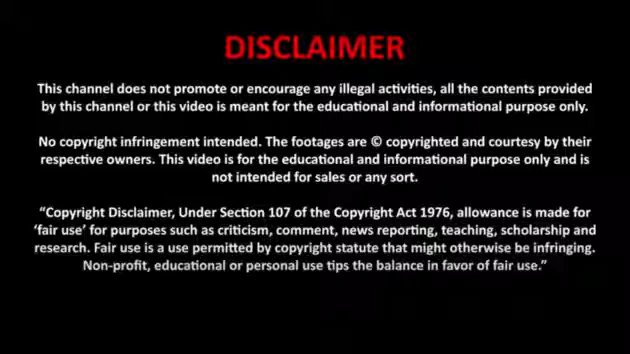 DISCLAIMER
This channel does not promote or encourage any illegal activities, all the contents provided
by this channel or this video is meant for the educational and informational purpose only.
No copyright infringement intended. The footages are © copyrighted and courtesy by their
respective owners. This video is for the educational and informational purpose only and is
not intended for sales or any sort.
“Copyright Disclaimer, Under Section 107 of the Copyright Act 1976, allowance is made for
‘fair use’ for purposes such as criticism, comment, news reporting, teaching, scholarship and
research. Fair use is a use permitted by copyright statute that might otherwise be infringing.
Non-profit, educational or personal use tips the balance in favor of fair use.”